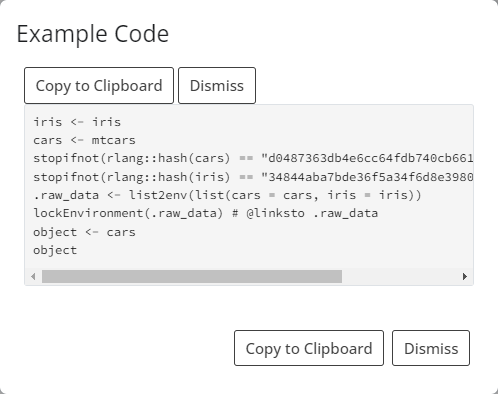 Example Code
Copy to Clipboard Dismiss
iris <- iris
cars <- mtcars
stopifnot(rlang::hash(cars) == "d0487363db4e6cc64fdb740cb661
stopifnot(rlang::hash(iris) == "34844aba7bde36f5a34f6d8e3980
.raw_data <- list2env(list(cars = cars, iris = iris))
lockEnvironment(.raw_data) # @linksto .raw_data
object <- cars
object
Copy to Clipboard Dismiss